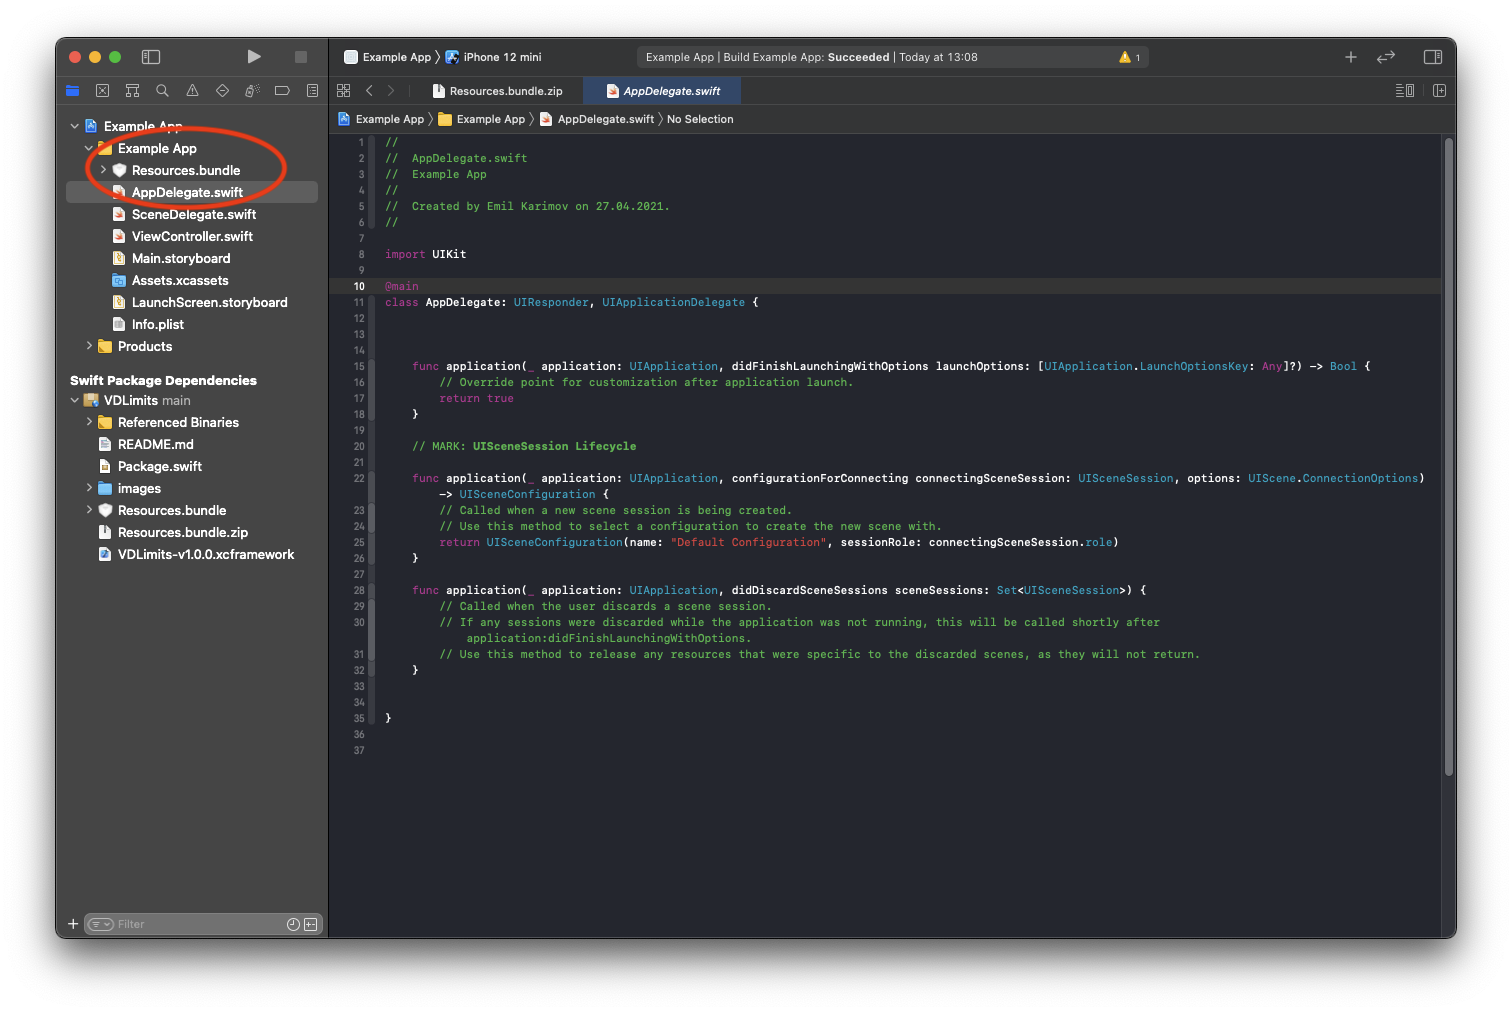 Example App 〉 iPhone 12 mini
Example App | Build Example App: Succeeded | Today at 13:08
1
Resources.bundle.zip
AppDelegate.swift
Example App 〉 Example App 〉 AppDelegate.swift 〉 No Selection
Example App
Example App
Resources.bundle
AppDelegate.swift
SceneDelegate.swift
ViewController.swift
Main.storyboard
Assets.xcassets
LaunchScreen.storyboard
Info.plist
Products
Swift Package Dependencies
VDLimits main
Referenced Binaries
README.md
Package.swift
images
Resources.bundle
Resources.bundle.zip
VDLimits-v1.0.0.xcframework
Filter
1 //
2 //  AppDelegate.swift
3 //  Example App
4 //
5 //  Created by Emil Karimov on 27.04.2021.
6 //
7
8 import UIKit
9
10 @main
11 class AppDelegate: UIResponder, UIApplicationDelegate {
12
13
14
15     func application(_ application: UIApplication, didFinishLaunchingWithOptions launchOptions: [UIApplication.LaunchOptionsKey: Any]?) -> Bool {
16         // Override point for customization after application launch.
17         return true
18     }
19
20     // MARK: UISceneSession Lifecycle
21
22     func application(_ application: UIApplication, configurationForConnecting connectingSceneSession: UISceneSession, options: UIScene.ConnectionOptions)
-> UISceneConfiguration {
23         // Called when a new scene session is being created.
24         // Use this method to select a configuration to create the new scene with.
25         return UISceneConfiguration(name: "Default Configuration", sessionRole: connectingSceneSession.role)
26     }
27
28     func application(_ application: UIApplication, didDiscardSceneSessions sceneSessions: Set<UISceneSession>) {
29         // Called when the user discards a scene session.
30         // If any sessions were discarded while the application was not running, this will be called shortly after
application:didFinishLaunchingWithOptions.
31         // Use this method to release any resources that were specific to the discarded scenes, as they will not return.
32     }
33
34
35 }
36
37